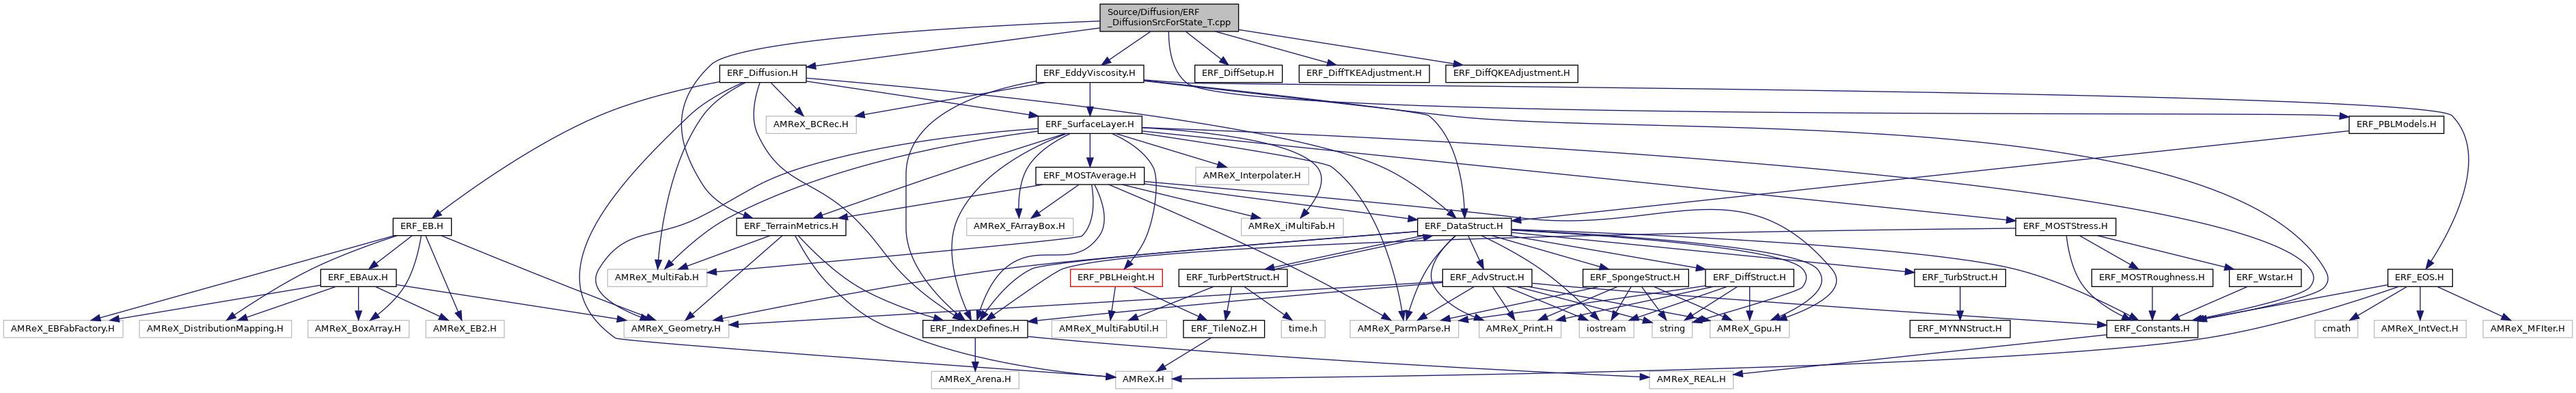 Source/Diffusion/ERF
_DiffusionSrcForState_T.cpp
ERF_Diffusion.H
ERF_EddyViscosity.H
ERF_DiffSetup.H
ERF_DiffTKEAdjustment.H
ERF_DiffQKEAdjustment.H
AMReX_BCRec.H
ERF_SurfaceLayer.H
ERF_PBLModels.H
ERF_MOSTAverage.H
AMReX_Interpolater.H
ERF_EB.H
ERF_TerrainMetrics.H
AMReX_FArrayBox.H
AMReX_iMultiFab.H
ERF_DataStruct.H
ERF_MOSTStress.H
ERF_EBAux.H
AMReX_MultiFab.H
ERF_PBLHeight.H
ERF_TurbPertStruct.H
ERF_AdvStruct.H
ERF_SpongeStruct.H
ERF_DiffStruct.H
ERF_TurbStruct.H
ERF_MOSTRoughness.H
ERF_Wstar.H
ERF_EOS.H
AMReX_EBFabFactory.H
AMReX_DistributionMapping.H
AMReX_BoxArray.H
AMReX_EB2.H
AMReX_Geometry.H
ERF_IndexDefines.H
AMReX_MultiFabUtil.H
ERF_TileNoZ.H
time.h
AMReX_ParmParse.H
AMReX_Print.H
iostream
string
AMReX_Gpu.H
ERF_MYNNStruct.H
ERF_Constants.H
cmath
AMReX_IntVect.H
AMReX_MFIter.H
AMReX_Arena.H
AMReX.H
AMReX_REAL.H